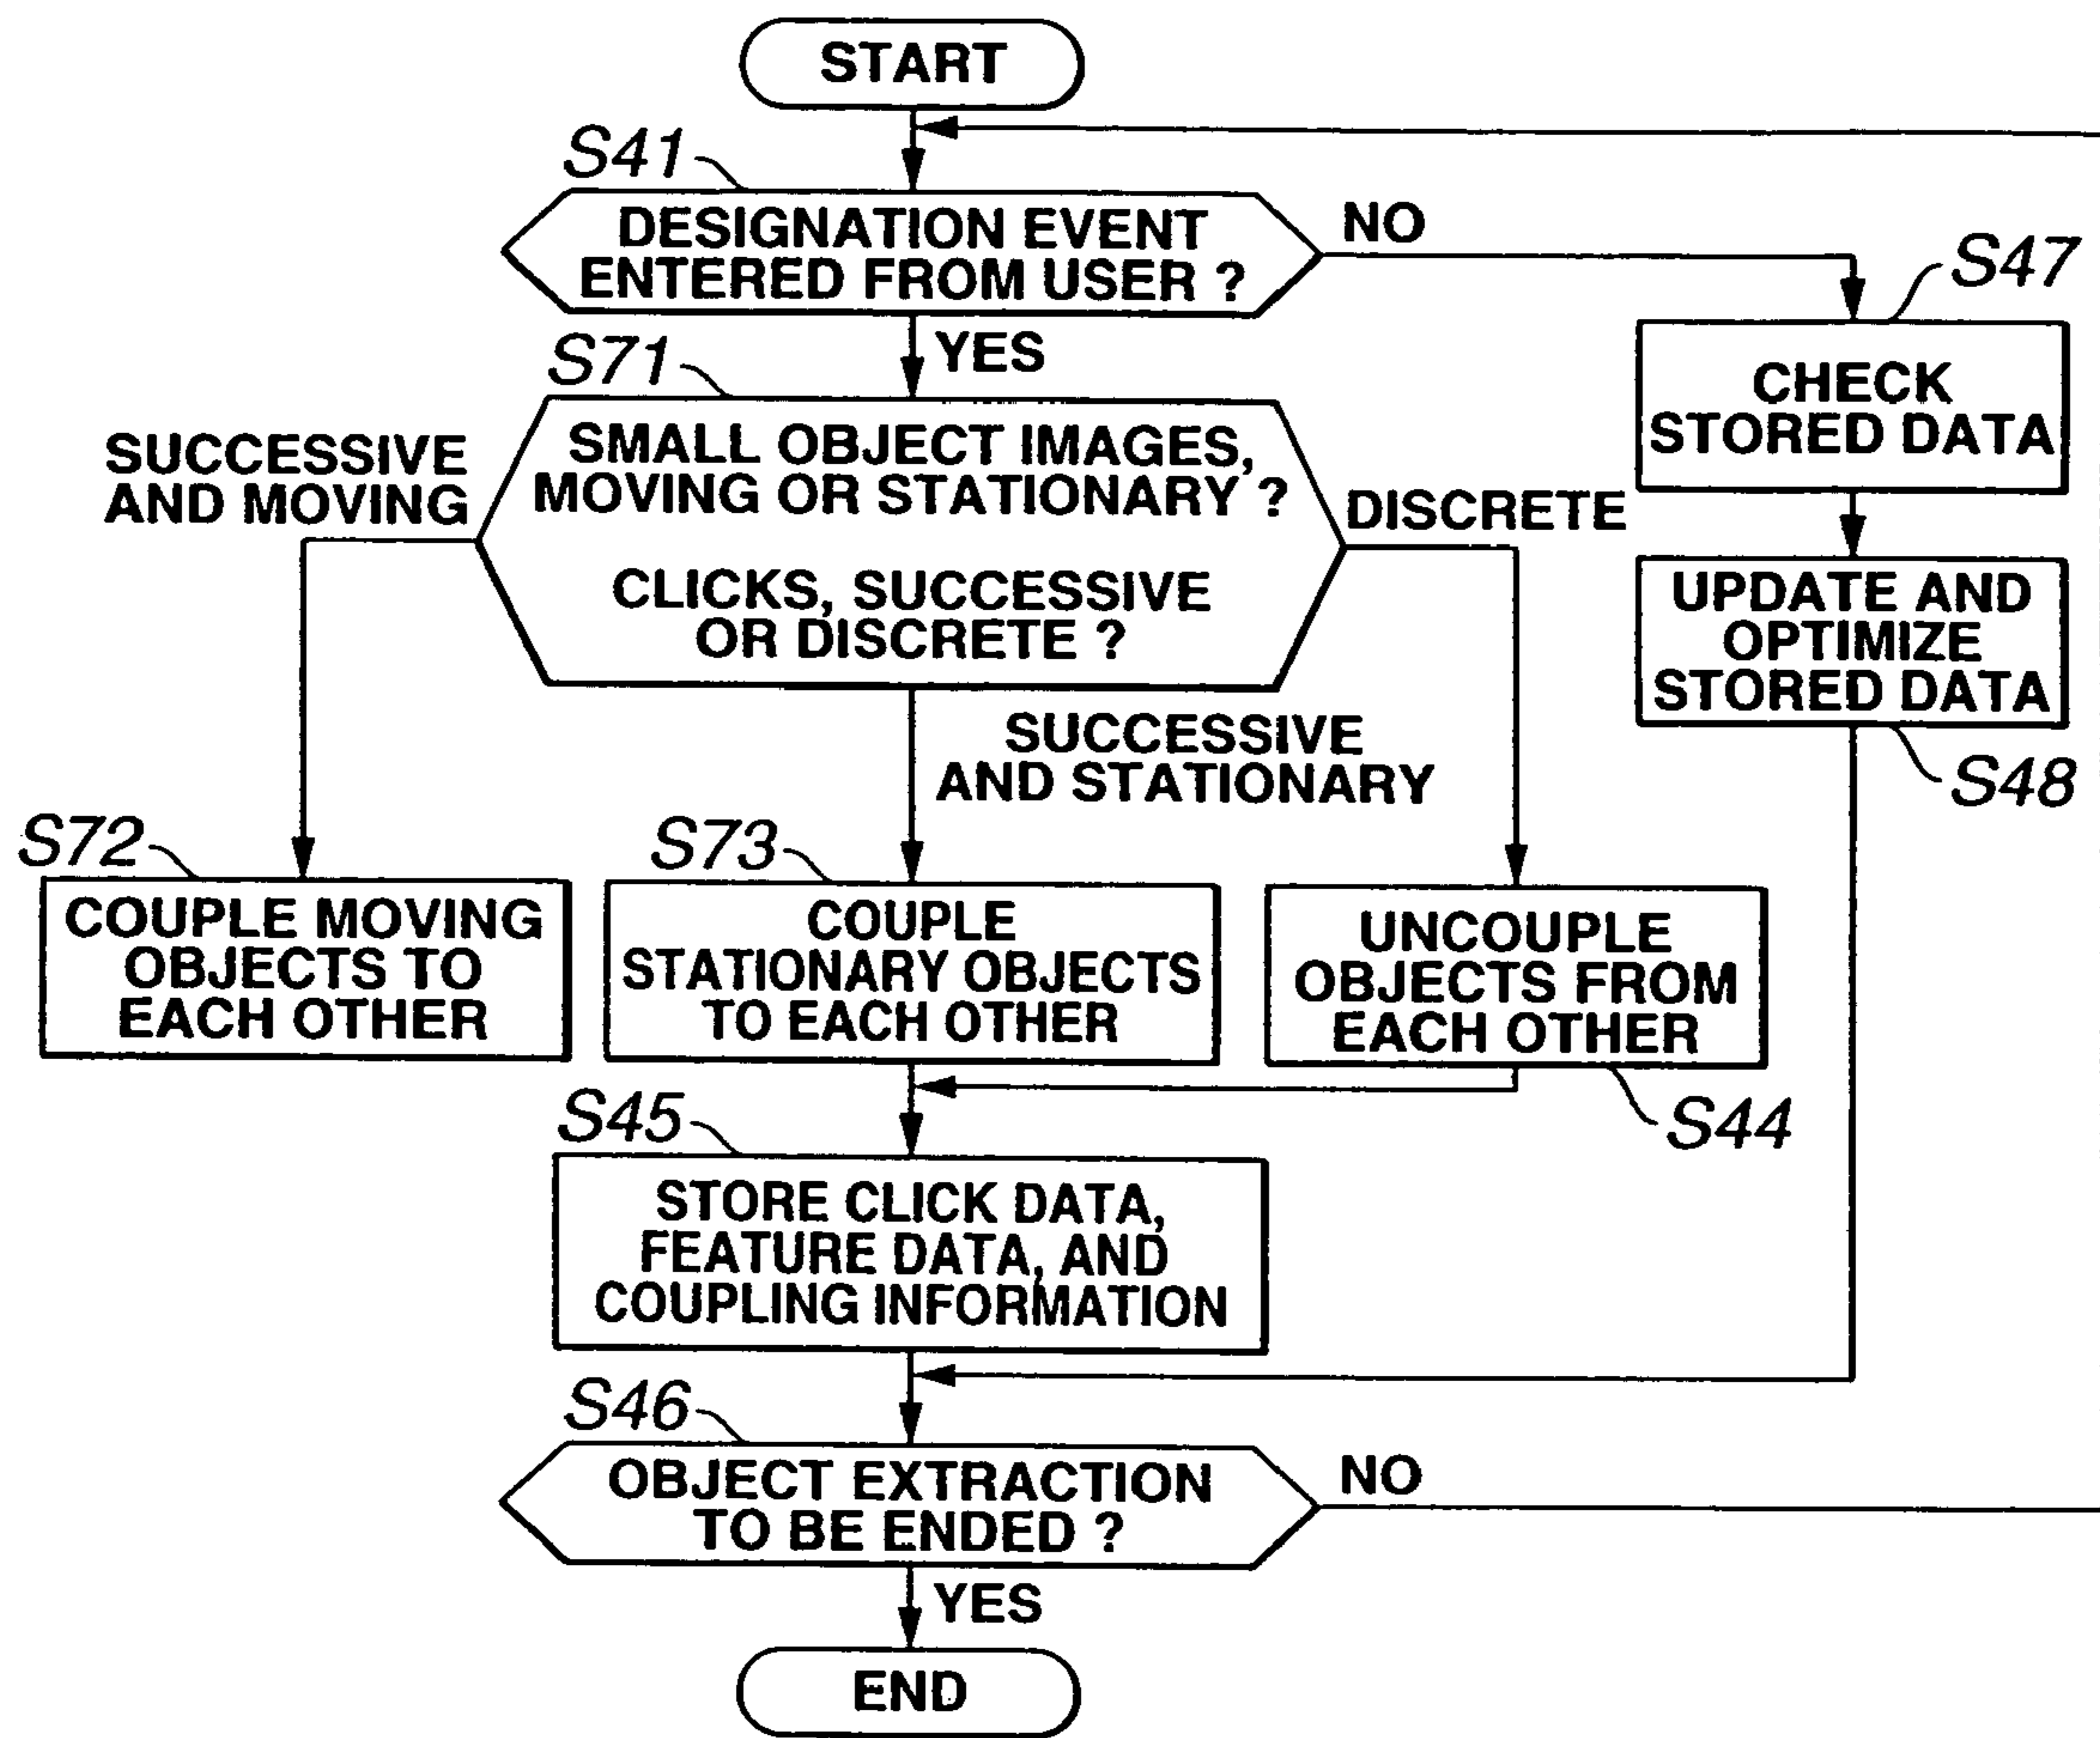 START
S41
DESIGNATION EVENT
ENTERED FROM USER ?
NO
S47
YES
S71
CHECK
STORED DATA
SUCCESSIVE
AND MOVING
SMALL OBJECT IMAGES,
MOVING OR STATIONARY ?
CLICKS, SUCCESSIVE
OR DISCRETE ?
DISCRETE
UPDATE AND
OPTIMIZE
STORED DATA
S48
SUCCESSIVE
AND STATIONARY
S72
COUPLE MOVING
OBJECTS TO
EACH OTHER
S73
COUPLE
STATIONARY OBJECTS
TO EACH OTHER
UNCOUPLE
OBJECTS FROM
EACH OTHER
S44
S45
STORE CLICK DATA,
FEATURE DATA, AND
COUPLING INFORMATION
S46
OBJECT EXTRACTION
TO BE ENDED ?
NO
YES
END